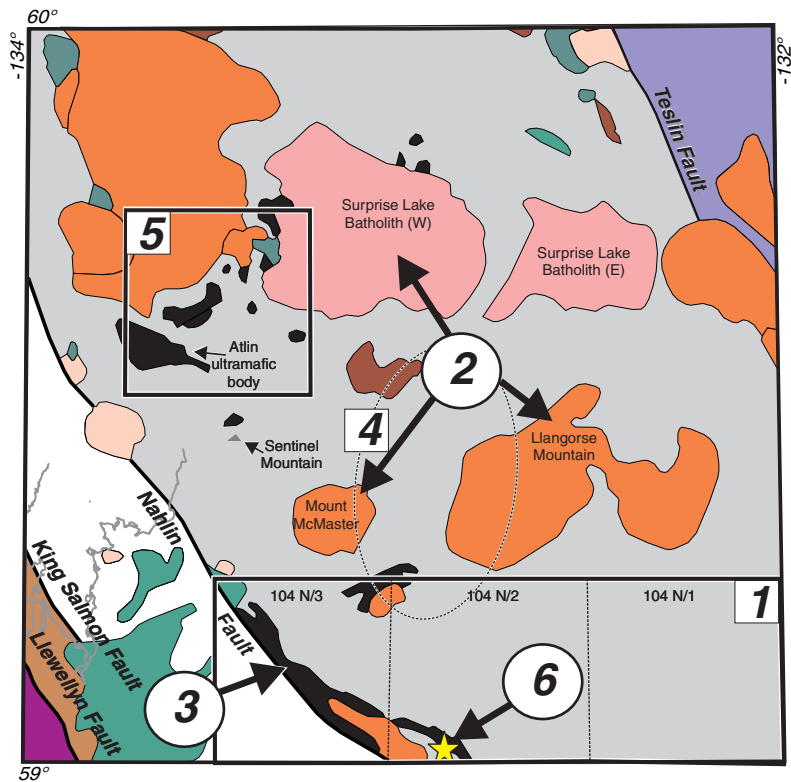 60°
-134°
-132°
Teslin Fault
Surprise Lake
Batholith (W)
Surprise Lake
Batholith (E)
5
Atlin
ultramafic
body
2
4
Llangorse
Mountain
Sentinel
Mountain
Mount
McMaster
Nahlin
Fault
King Salmon Fault
Llewellyn Fault
104 N/3
104 N/2
104 N/1
1
3
6
59°